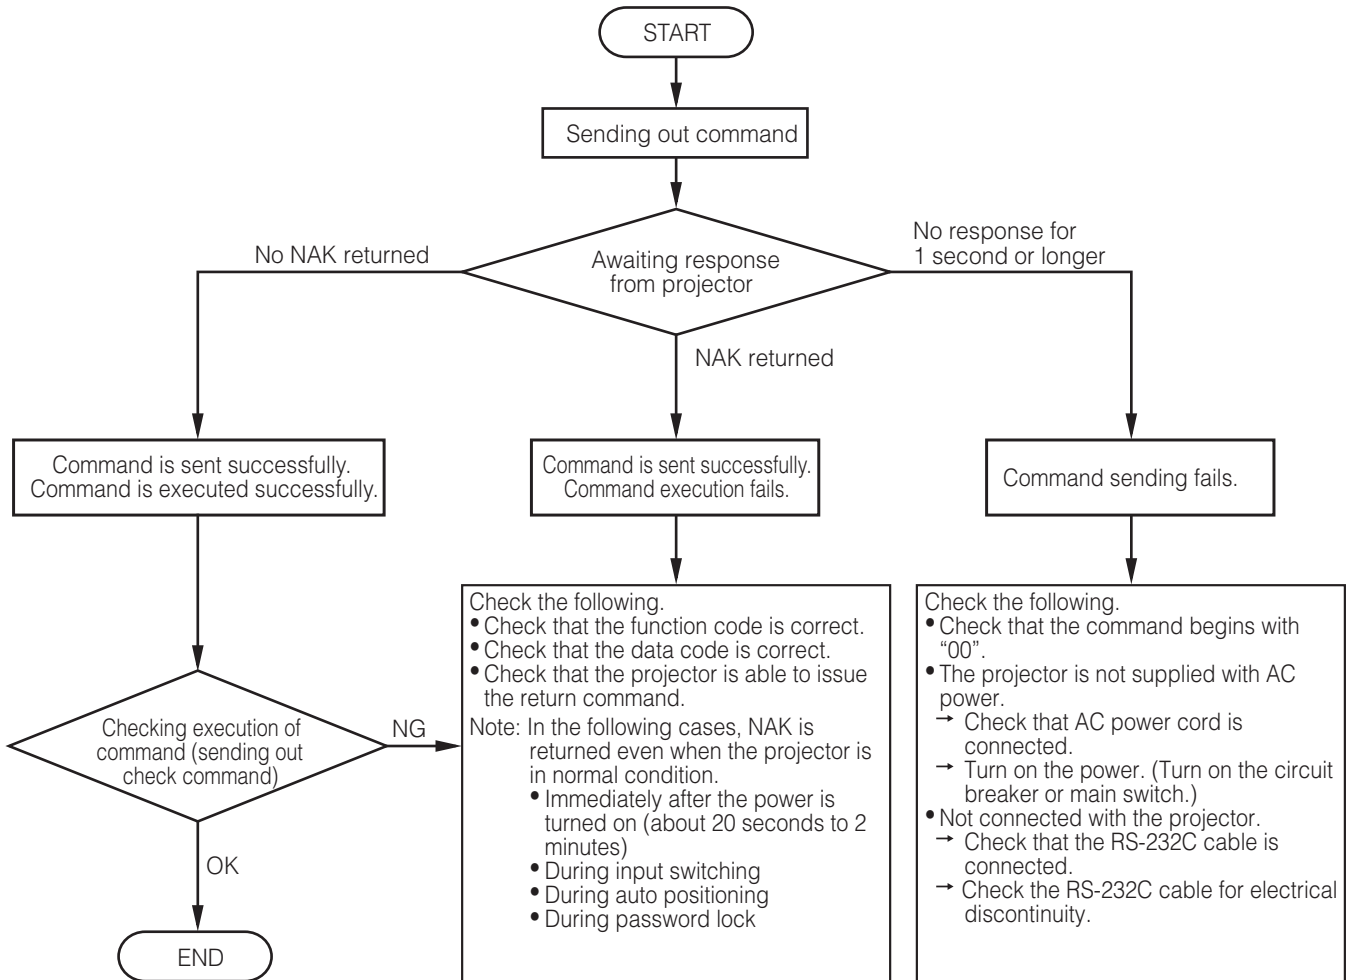 START
Sending out command
Awaiting response
from projector
No NAK returned
No response for
1 second or longer
NAK returned
Command is sent successfully.
Command is executed successfully.
Command is sent successfully.
Command execution fails.
Command sending fails.
Checking execution of
command (sending out
check command)
NG
OK
END
Check the following.
• Check that the function code is correct.
• Check that the data code is correct.
• Check that the projector is able to issue
the return command.
Note: In the following cases, NAK is
returned even when the projector is
in normal condition.
• Immediately after the power is
turned on (about 20 seconds to 2
minutes)
• During input switching
• During auto positioning
• During password lock
Check the following.
• Check that the command begins with
“00”.
• The projector is not supplied with AC
power.
→ Check that AC power cord is
connected.
→ Turn on the power. (Turn on the circuit
breaker or main switch.)
• Not connected with the projector.
→ Check that the RS-232C cable is
connected.
→ Check the RS-232C cable for electrical
discontinuity.